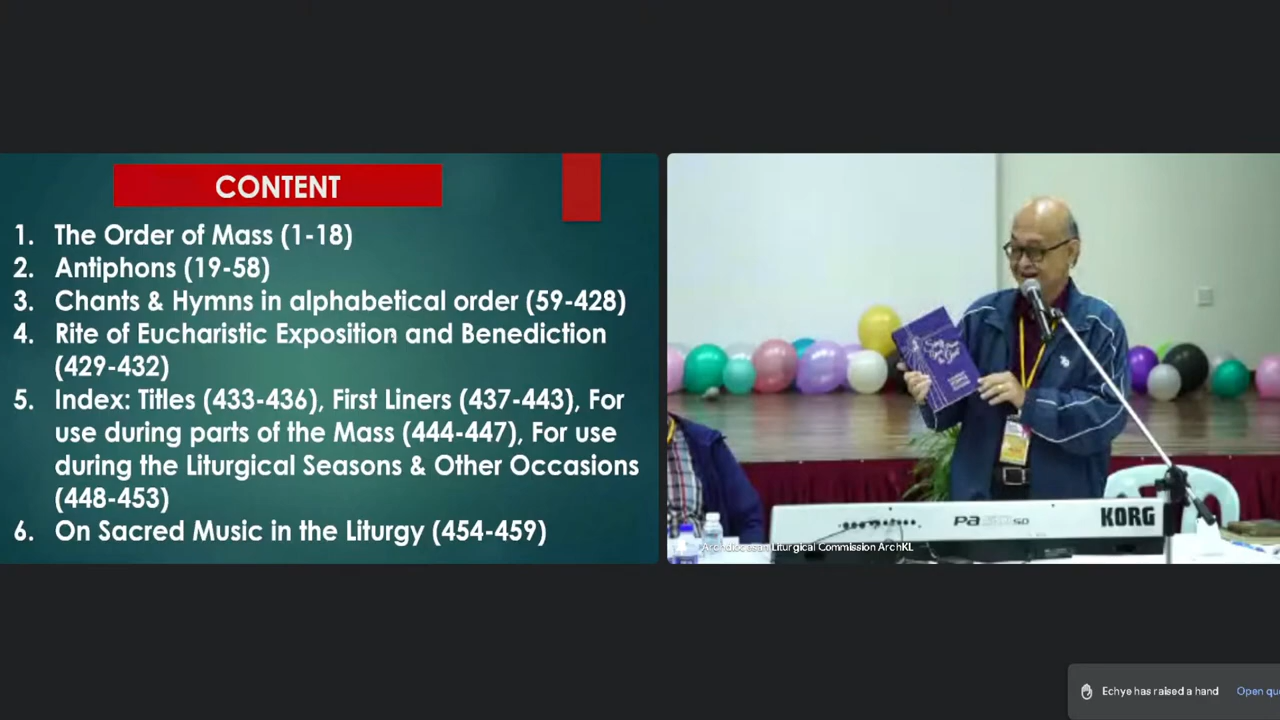 CONTENT
1. The Order of Mass (1-18)
2. Antiphons (19-58)
3. Chants & Hymns in alphabetical order (59-428)
4. Rite of Eucharistic Exposition and Benediction
(429-432)
5. Index: Titles (433-436), First Liners (437-443), For
use during parts of the Mass (444-447), For use
during the Liturgical Seasons & Other Occasions
(448-453)
6. On Sacred Music in the Liturgy (454-459)
KORG
Archdiocesan Liturgical Commission ArchKL
Echye has raised a hand
Open